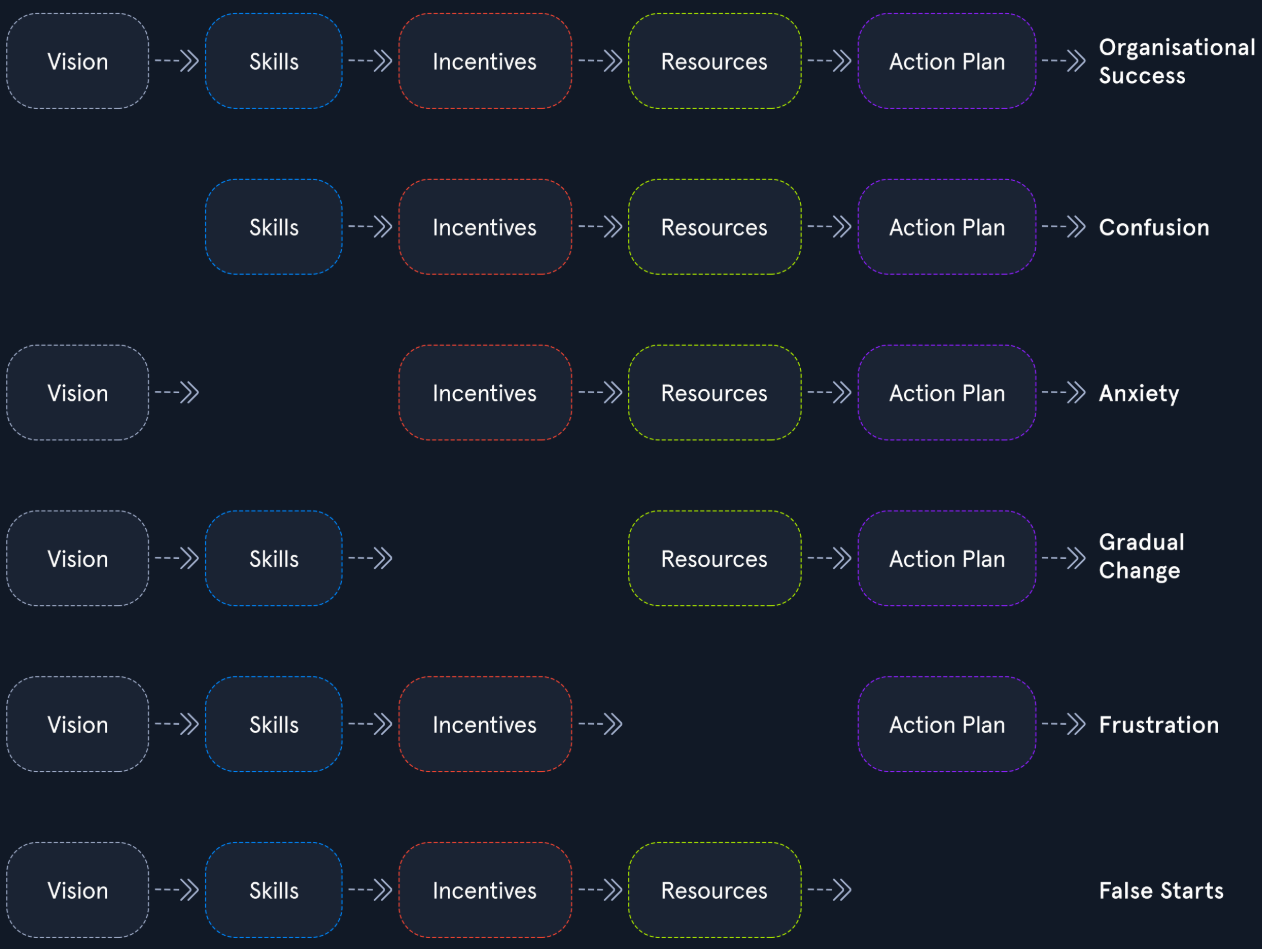 Vision Skills Incentives Resources Action Plan Organisational
Success
Skills Incentives Resources Action Plan Confusion
Vision Incentives Resources Action Plan Anxiety
Vision Skills Resources Action Plan Gradual
Change
Vision Skills Incentives Action Plan Frustration
Vision Skills Incentives Resources False Starts